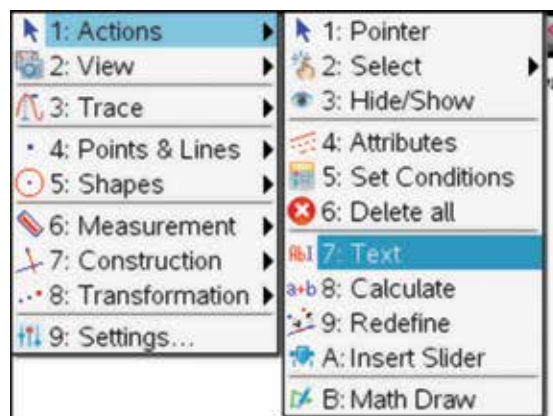 1: Actions
2: View
3: Trace
4: Points & Lines
5: Shapes
6: Measurement
7: Construction
8: Transformation
9: Settings...
1: Pointer
2: Select
3: Hide/Show
4: Attributes
5: Set Conditions
6: Delete all
AbI 7: Text
a+b 8: Calculate
9: Redefine
A: Insert Slider
B: Math Draw